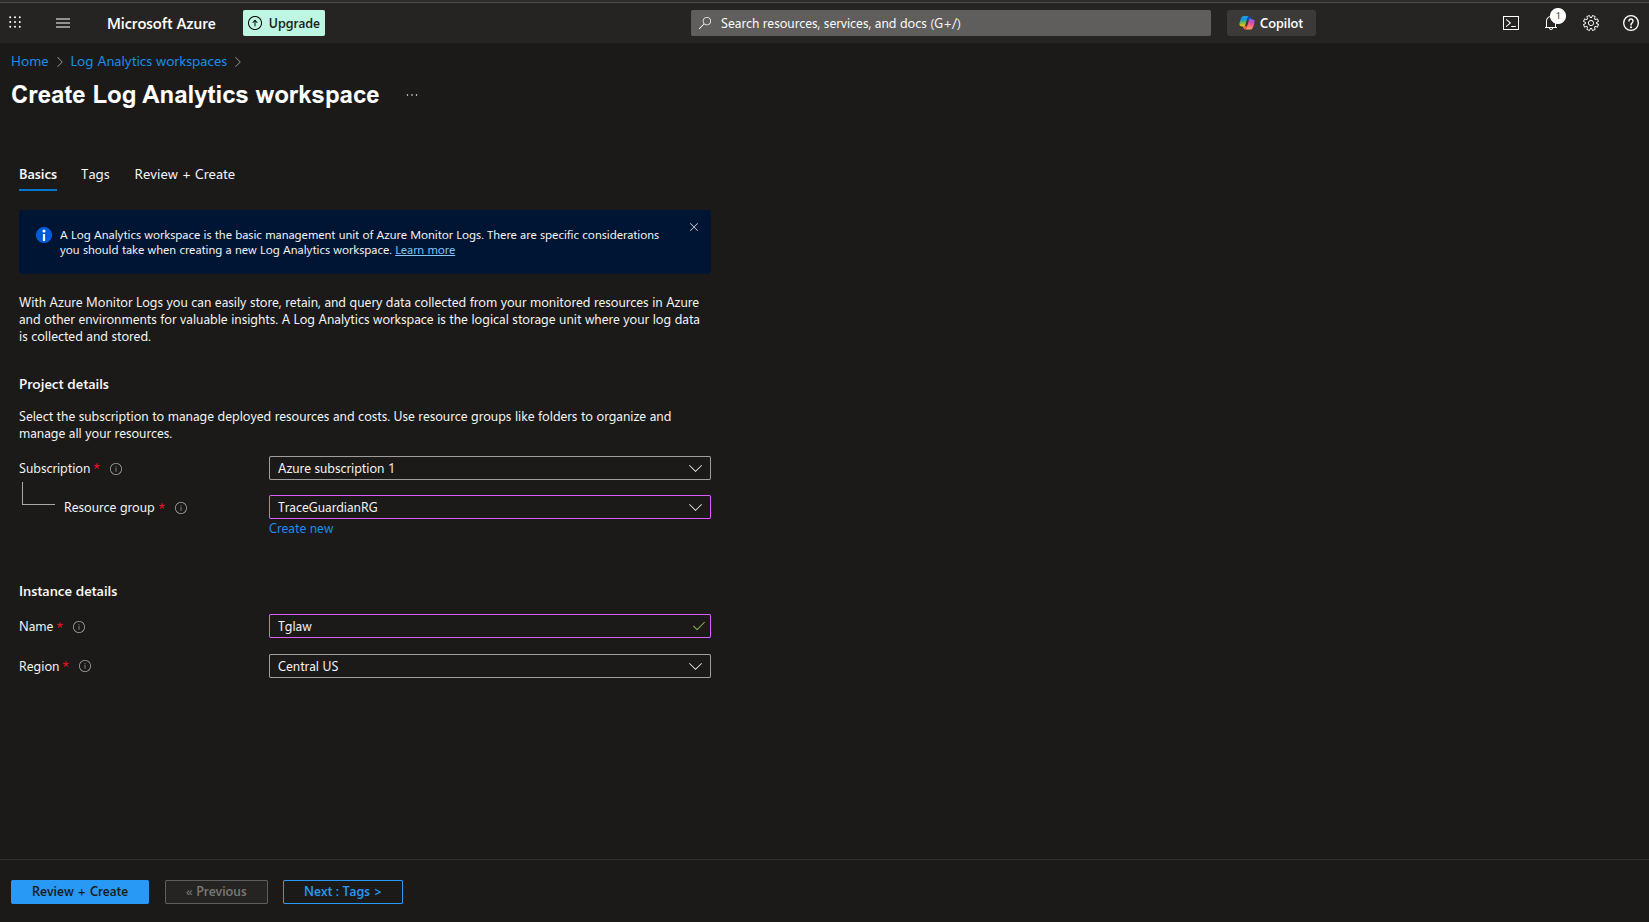 Microsoft Azure
Upgrade
Search resources, services, and docs (G+/)
Copilot
1
Home > Log Analytics workspaces >
Create Log Analytics workspace ...
Basics
Tags
Review + Create
A Log Analytics workspace is the basic management unit of Azure Monitor Logs. There are specific considerations
you should take when creating a new Log Analytics workspace. Learn more
With Azure Monitor Logs you can easily store, retain, and query data collected from your monitored resources in Azure
and other environments for valuable insights. A Log Analytics workspace is the logical storage unit where your log data
is collected and stored.
Project details
Select the subscription to manage deployed resources and costs. Use resource groups like folders to organize and
manage all your resources.
Subscription *
Azure subscription 1
Resource group *
TraceGuardianRG
Create new
Instance details
Name *
Tglaw
Region *
Central US
Review + Create
« Previous
Next : Tags >